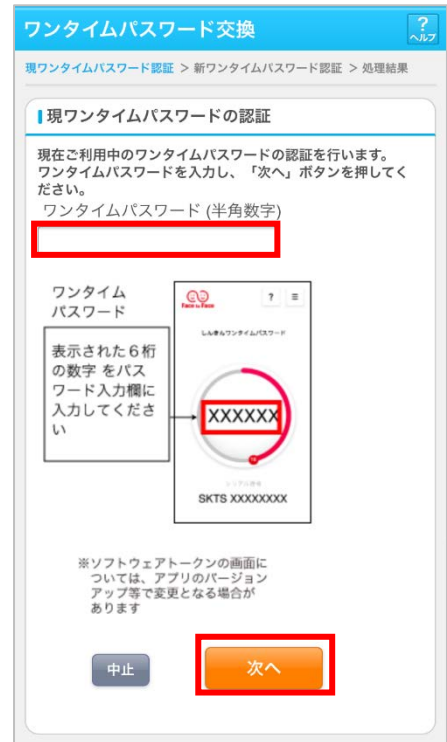 ワンタイムパスワード交換
?
ヘルプ
現ワンタイムパスワード認証 > 新ワンタイムパスワード認証 > 処理結果
現ワンタイムパスワードの認証
現在ご利用中のワンタイムパスワードの認証を行います。
ワンタイムパスワードを入力し、「次へ」ボタンを押してく
ださい。
ワンタイムパスワード (半角数字)
ワンタイム
パスワード
表示された6桁
の数字 をパス
ワード入力欄に
入力してくださ
い
Face to Face
?
≡
しんきんワンタイムパスワード
XXXXXX
シリアル番号
SKTS XXXXXXXX
※ソフトウェアトークンの画面に
ついては、アプリのバージョン
アップ等で変更となる場合が
あります
中止
次へ